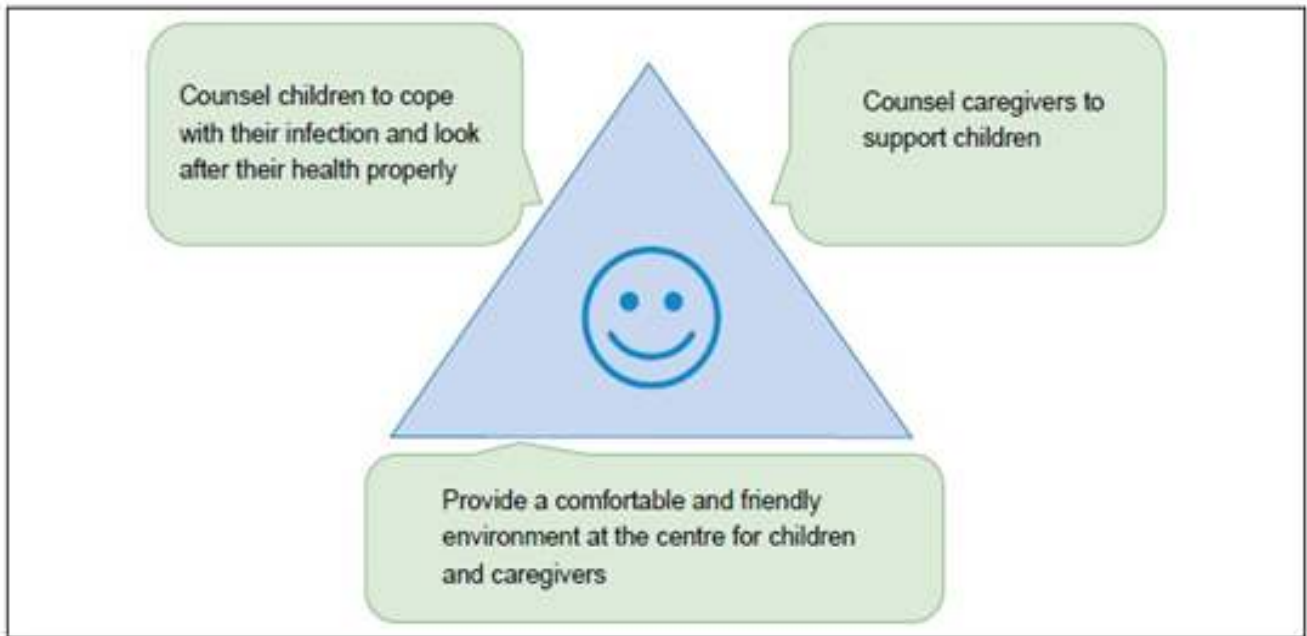 Counsel children to cope
with their infection and look
after their health properly
Counsel caregivers to
support children
Provide a comfortable and friendly
environment at the centre for children
and caregivers